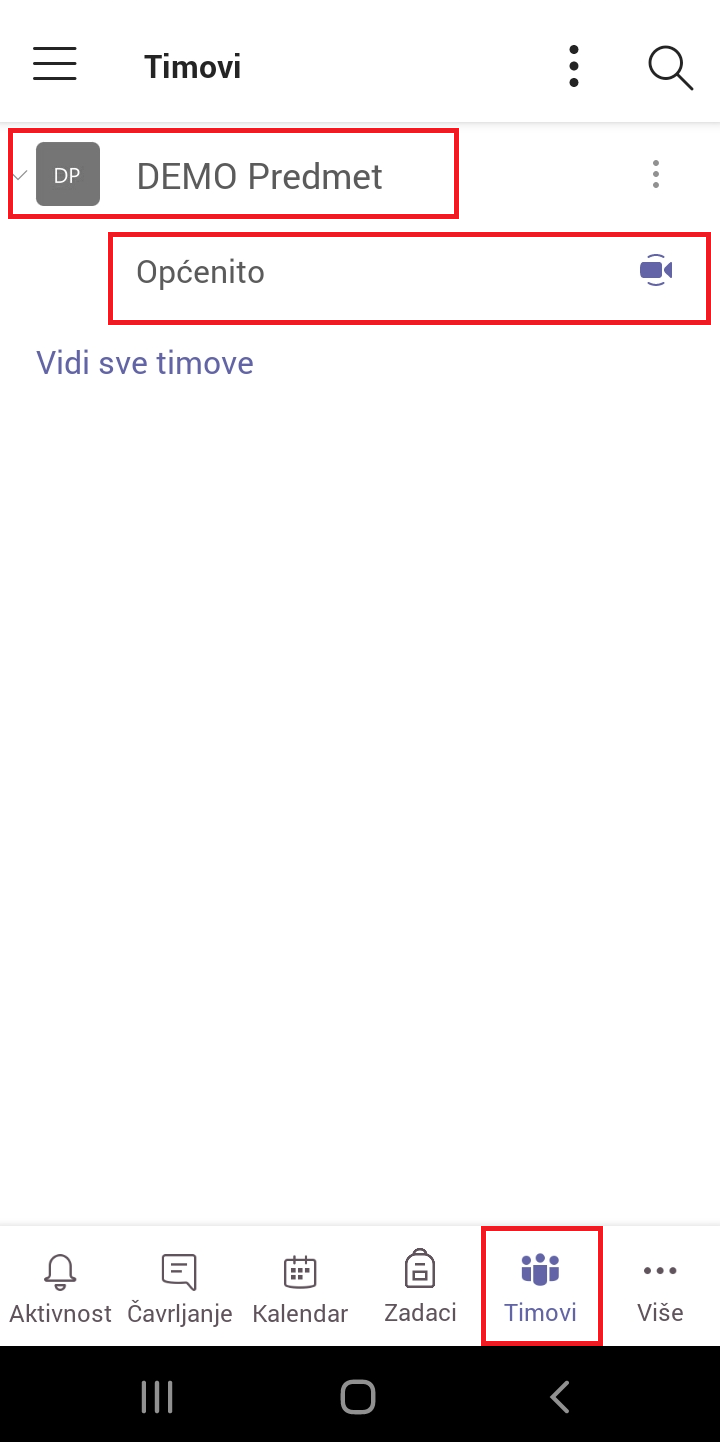 Timovi
DP DEMO Predmet
Općenito
Vidi sve timove
Aktivnost Čavrljanje Kalendar Zadaci Timovi Više